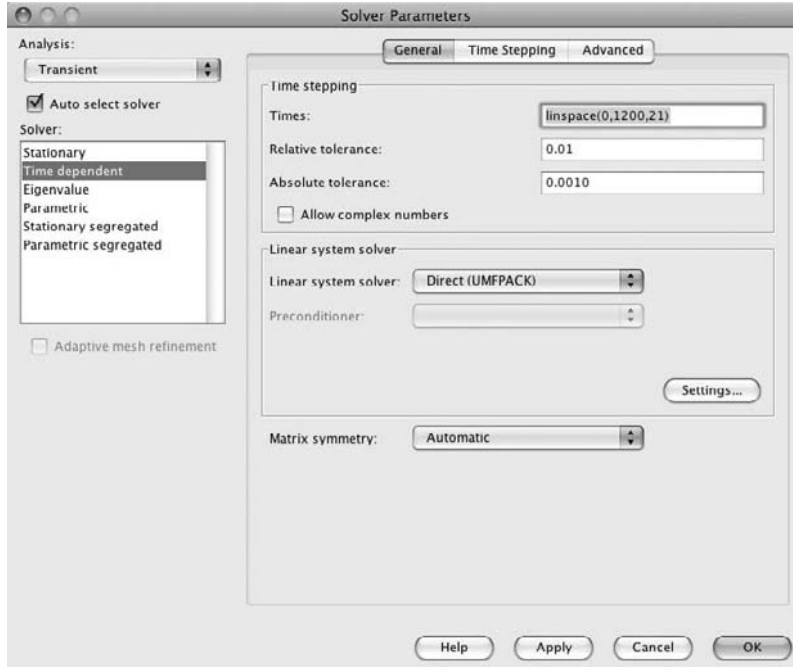 Solver Parameters
Analysis:
Transient
Auto select solver
Solver:
Stationary
Time dependent
Eigenvalue
Parametric
Stationary segregated
Parametric segregated
Adaptive mesh refinement
General Time Stepping Advanced
Time stepping
Times: linspace(0,1200,21)
Relative tolerance: 0.01
Absolute tolerance: 0.0010
Allow complex numbers
Linear system solver
Linear system solver: Direct (UMFPACK)
Preconditioner:
Settings...
Matrix symmetry: Automatic
Help Apply Cancel OK